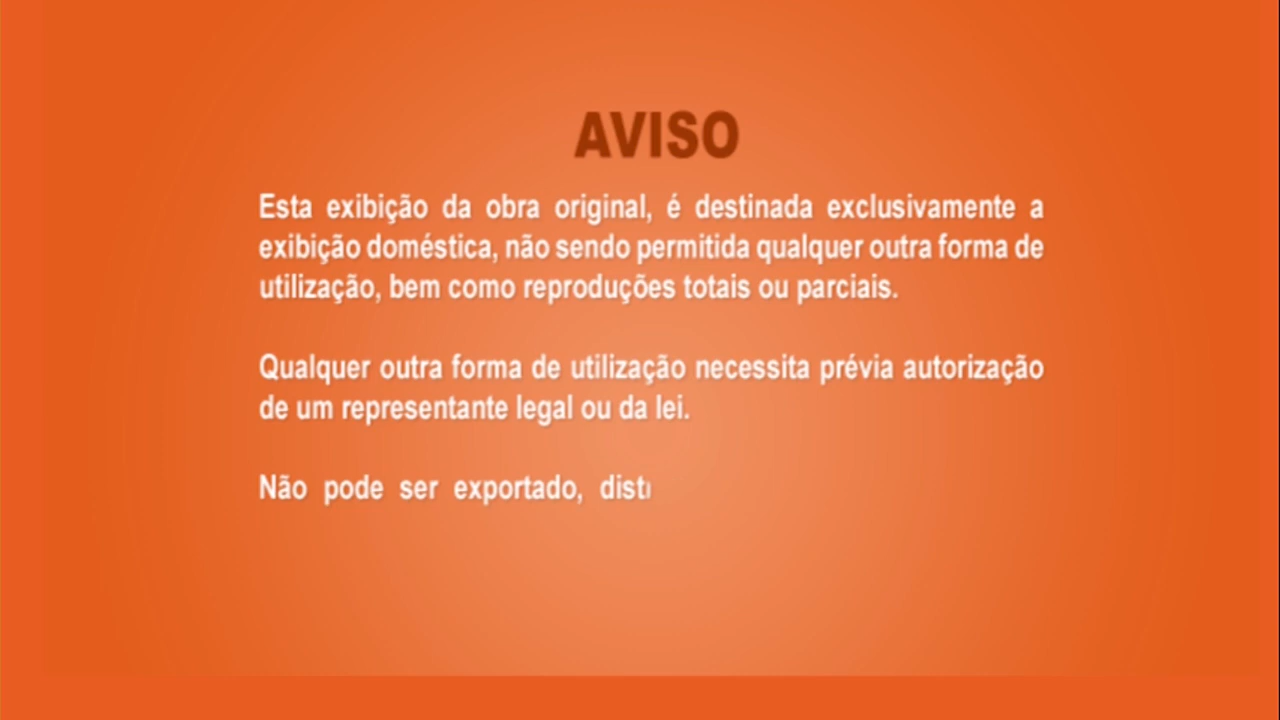 AVISO
Esta exibição da obra original, é destinada exclusivamente a
exibição doméstica, não sendo permitida qualquer outra forma de
utilização, bem como reproduções totais ou parciais.
Qualquer outra forma de utilização necessita prévia autorização
de um representante legal ou da lei.
Não pode ser exportado,